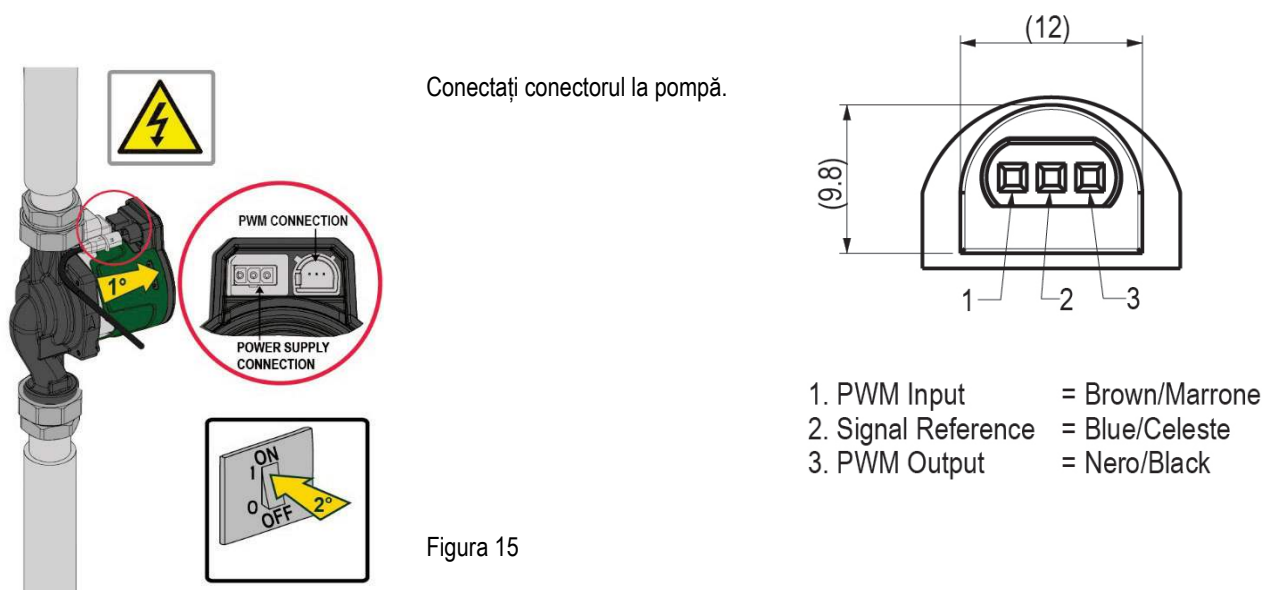 Conectați conectorul la pompă.
PWM CONNECTION
1°
POWER SUPPLY
CONNECTION
ON
1
0
OFF
2°
Figura 15
(12)
(9.8)
1
2
3
1. PWM Input = Brown/Marrone
2. Signal Reference = Blue/Celeste
3. PWM Output = Nero/Black